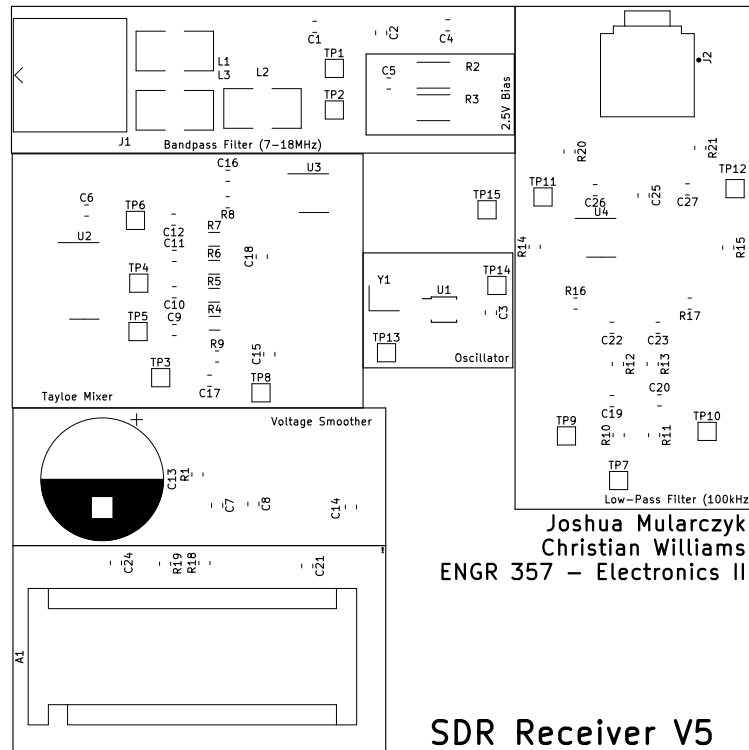 C1
C2
C4
TP1
L1
L3
L2
C5
R2
TP2
R3
2.5V Bias
J1
Bandpass Filter (7-18MHz)
J2
R20
R21
TP11
TP12
C26
C25
C27
U4
R14
R15
R16
R17
C22
C23
R12
R13
C20
C19
R10
R11
TP9
TP10
TP7
Low-Pass Filter (100kHz
C16
U3
C6
TP6
R8
R7
C12
U2
C11
R6
C18
TP4
R5
C10
R4
TP5
C9
R9
C15
TP3
C17
TP8
Tayloe Mixer
TP15
TP14
Y1
U1
C3
TP13
Oscillator
Voltage Smoother
C13
R1
C7
C8
C14
Joshua Mularczyk
Christian Williams
ENGR 357 - Electronics II
C24
R19
R18
C21
A1
SDR Receiver V5